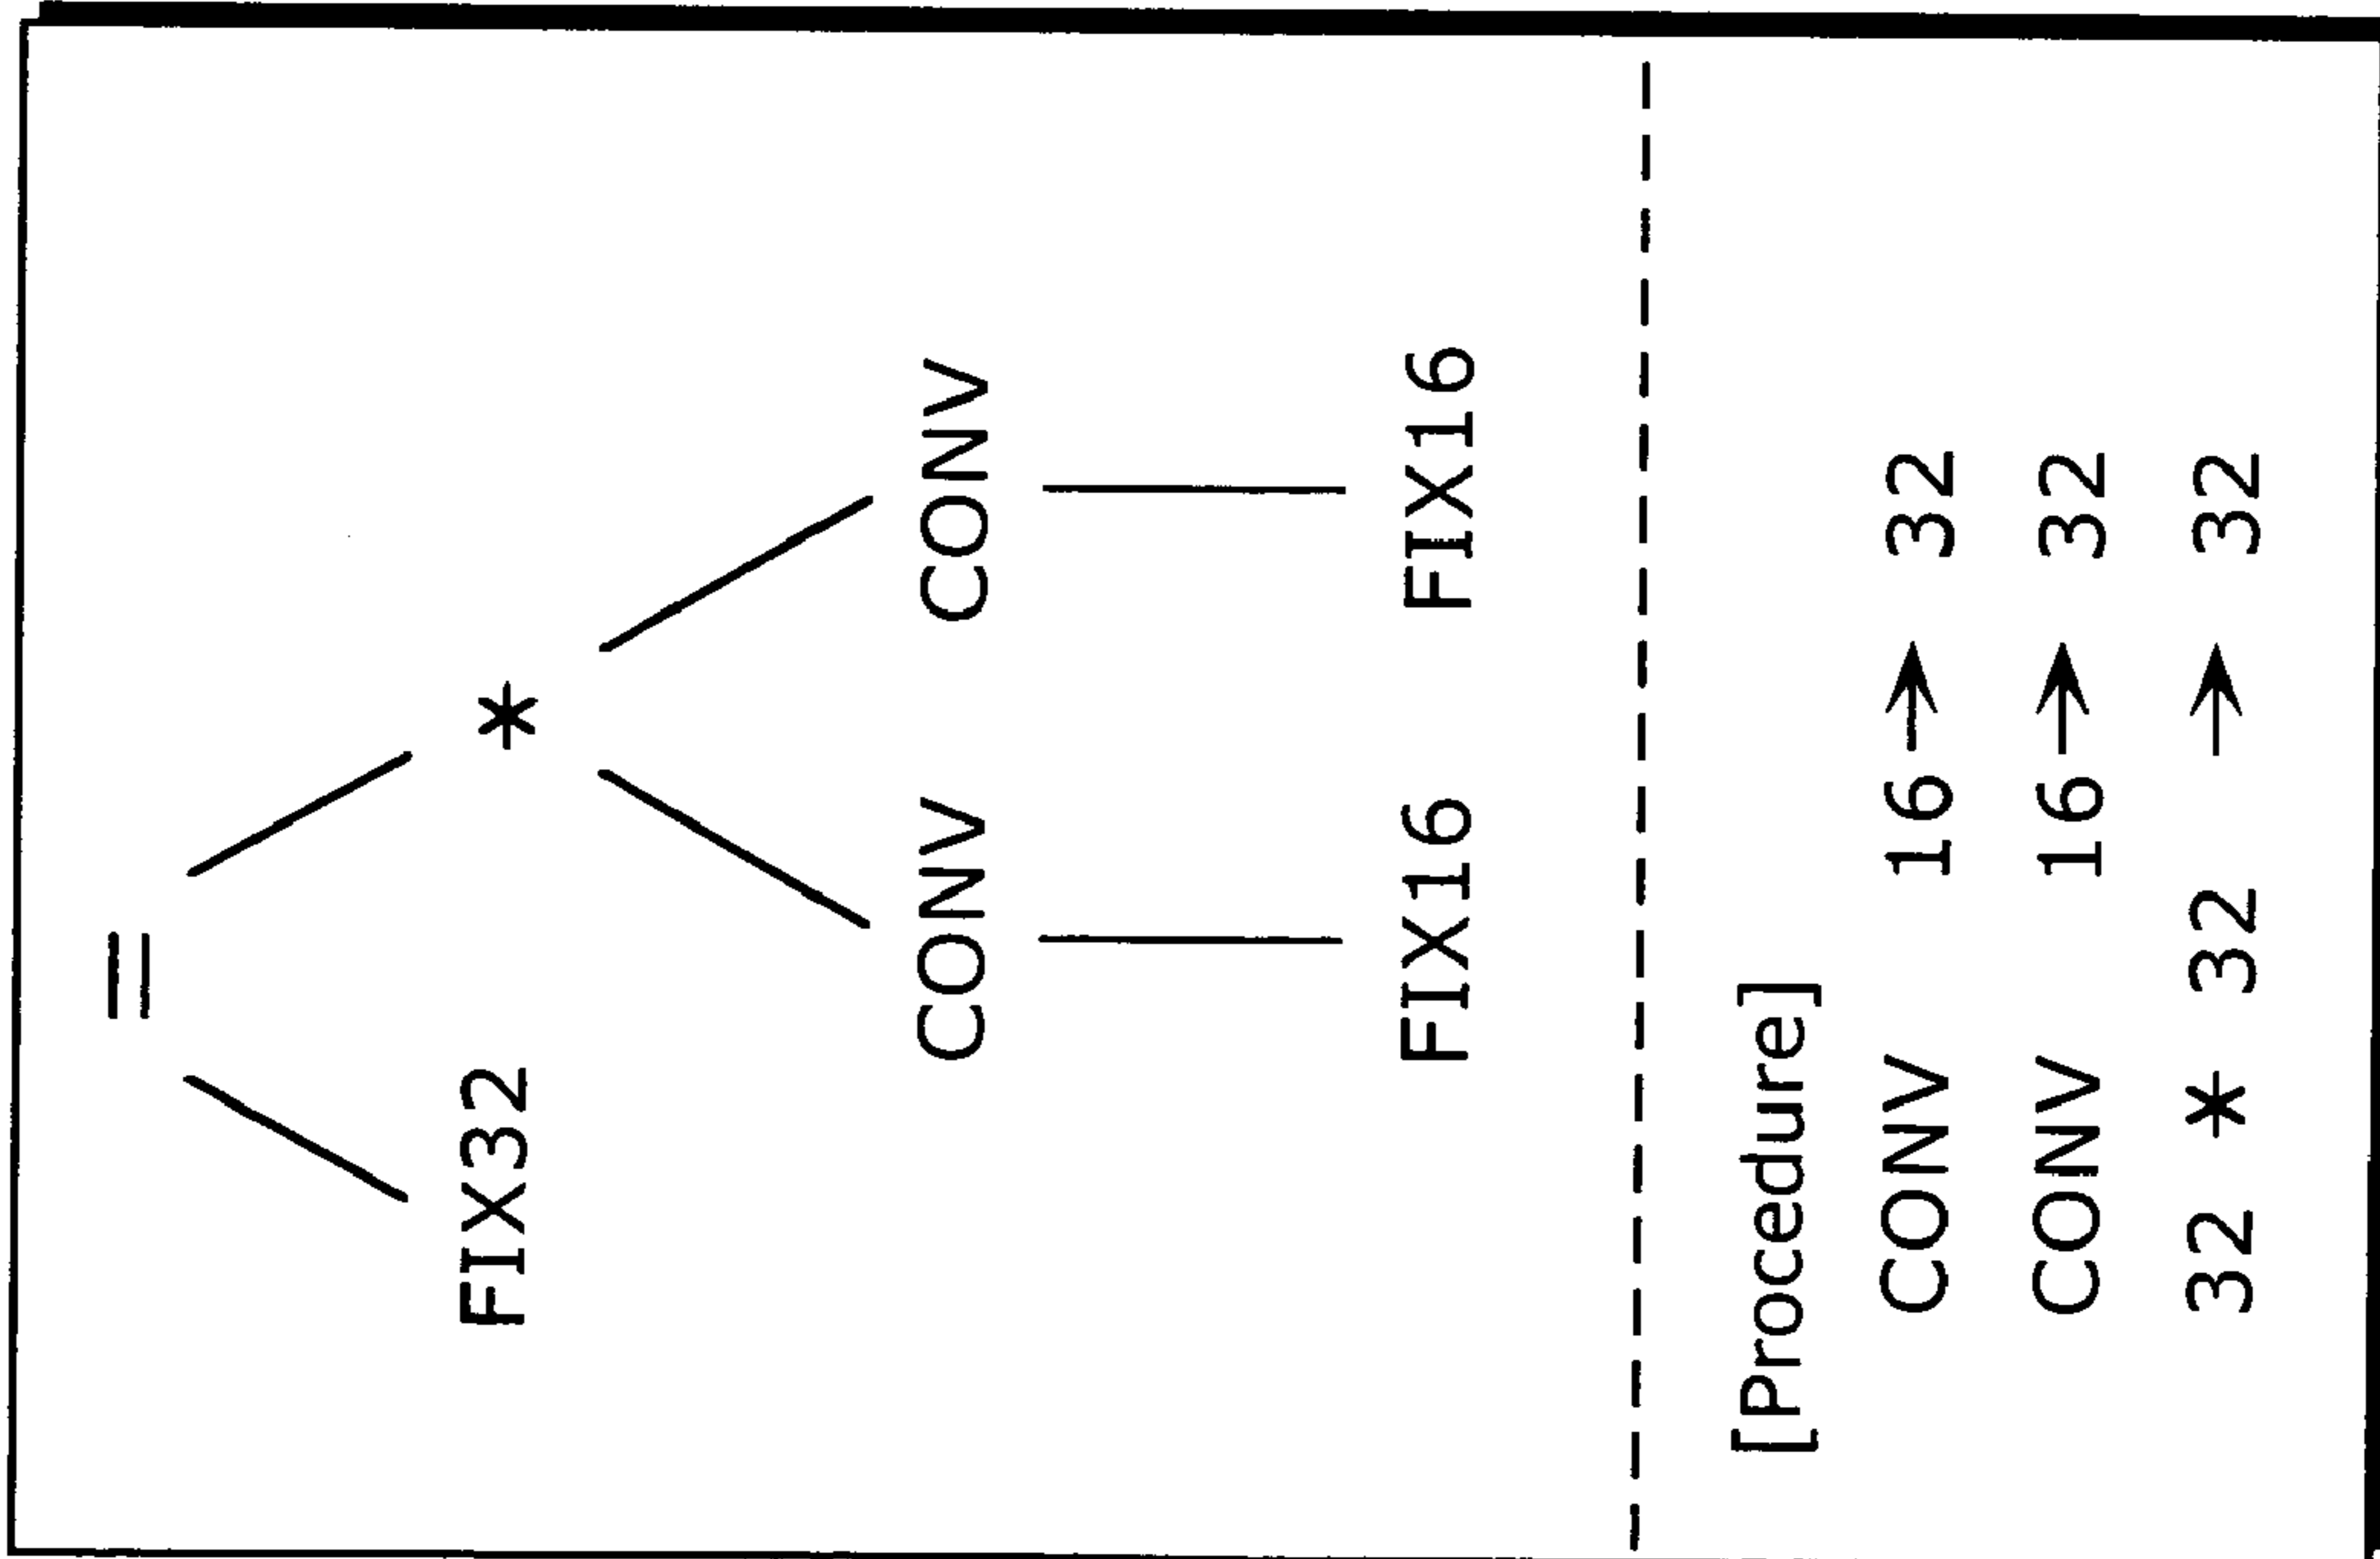 =
FIX32 *
CONV CONV
FIX16 FIX16
[Procedure]
CONV 16→ 32
CONV 16→ 32
32 * 32 → 32